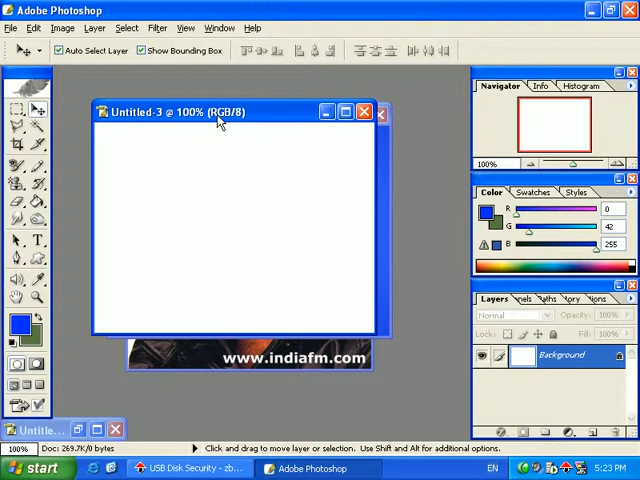 Adobe Photoshop
File Edit Image Layer Select Filter View Window Help
Auto Select Layer Show Bounding Box
Untitled-3 @ 100% (RGB/8)
Navigator Info Histogram
100%
Color Swatches Styles
R 0
G 42
B 255
Layers nnels Paths tory tions
Normal Opacity: 100%
Lock: Fill: 100%
Background
www.indiafm.com
Untitle...
100% Doc: 269.7K/0 bytes Click and drag to move layer or selection. Use Shift and Alt for additional options.
start USB Disk Security - zb... Adobe Photoshop EN 5:23 PM